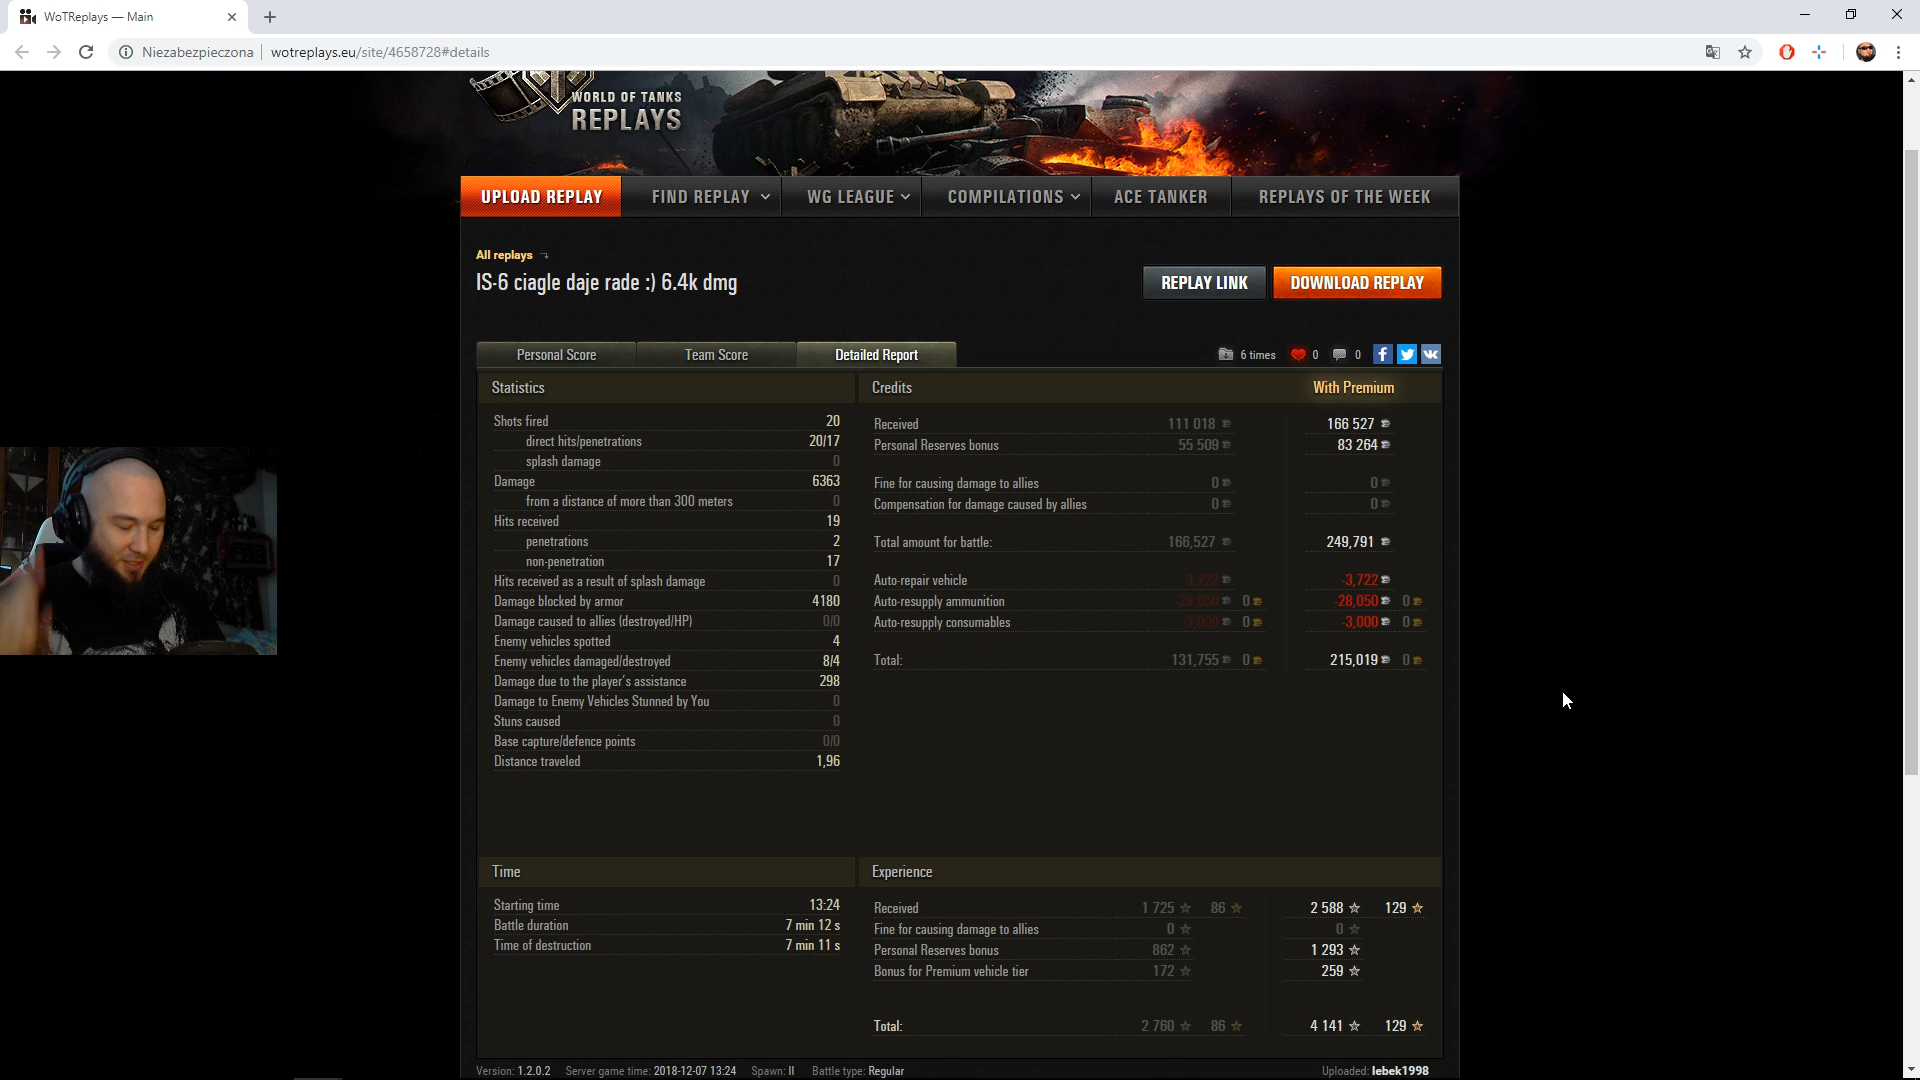 WoTReplays — Main
Niezabezpieczona wotreplays.eu/site/4658728#details
WORLD OF TANKS
REPLAYS
UPLOAD REPLAY FIND REPLAY WG LEAGUE COMPILATIONS ACE TANKER REPLAYS OF THE WEEK
All replays
IS-6 ciagle daje rade :) 6.4k dmg
REPLAY LINK DOWNLOAD REPLAY
Personal Score Team Score Detailed Report 6 times 0 0
Statistics
Shots fired 20
direct hits/penetrations 20/17
splash damage 0
Damage 6363
from a distance of more than 300 meters 0
Hits received 19
penetrations 2
non-penetration 17
Hits received as a result of splash damage 0
Damage blocked by armor 4180
Damage caused to allies (destroyed/HP) 0/0
Enemy vehicles spotted 4
Enemy vehicles damaged/destroyed 8/4
Damage due to the player's assistance 298
Damage to Enemy Vehicles Stunned by You 0
Stuns caused 0
Base capture/defence points 0/0
Distance traveled 1,96
Credits With Premium
Received 111 018 166 527
Personal Reserves bonus 55 509 83 264
Fine for causing damage to allies 0 0
Compensation for damage caused by allies 0 0
Total amount for battle: 166,527 249,791
Auto-repair vehicle -3,722 -3,722
Auto-resupply ammunition -28,050 0 -28,050 0
Auto-resupply consumables -3,000 0 -3,000 0
Total: 131,755 0 215,019 0
Time
Starting time 13:24
Battle duration 7 min 12 s
Time of destruction 7 min 11 s
Experience
Received 1 725 86 2 588 129
Fine for causing damage to allies 0 0
Personal Reserves bonus 862 1 293
Bonus for Premium vehicle tier 172 259
Total: 2 760 86 4 141 129
Version: 1.2.0.2 Server game time: 2018-12-07 13:24 Spawn: II Battle type: Regular Uploaded: lebek1998